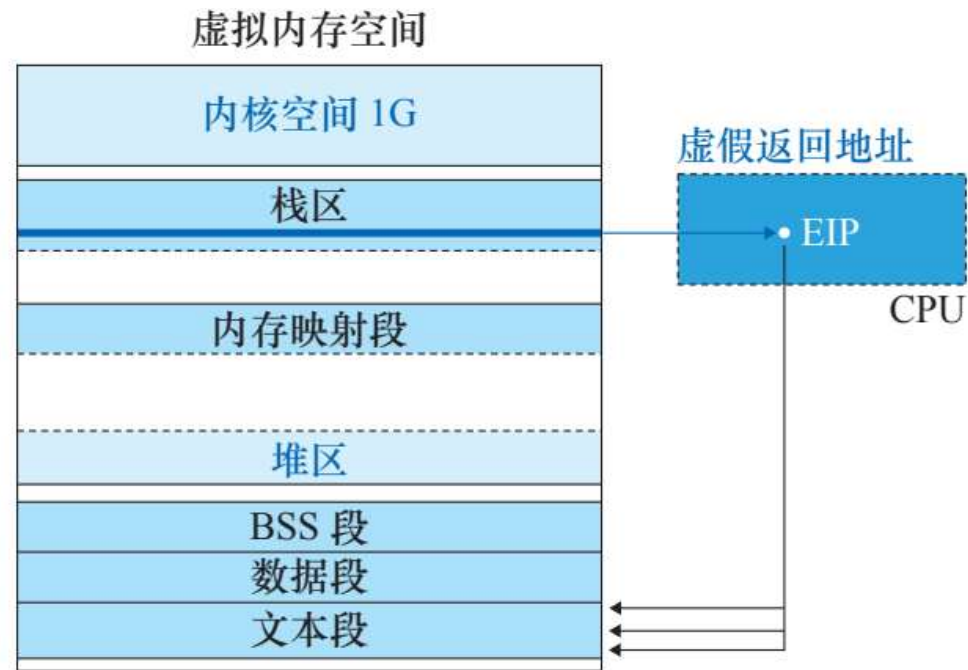 虚拟内存空间
内核空间 1G
虚假返回地址
栈区
EIP
CPU
内存映射段
堆区
BSS 段
数据段
文本段